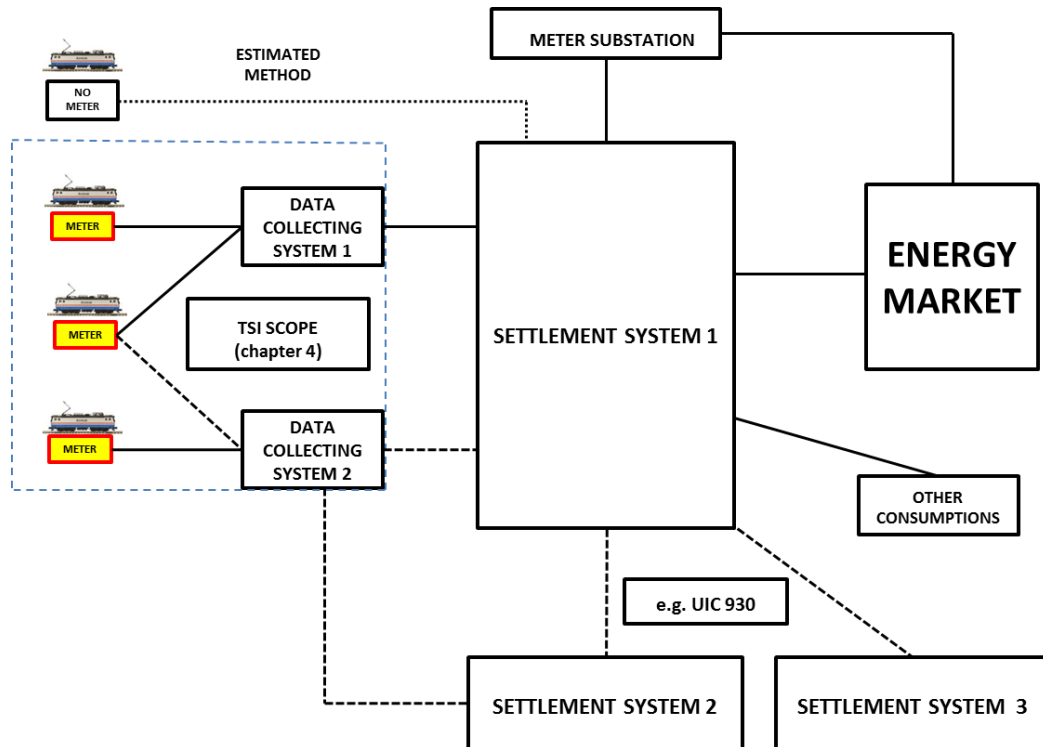 METER SUBSTATION
ESTIMATED
METHOD
NO
METER
METER
DATA
COLLECTING
SYSTEM 1
ENERGY
MARKET
METER
TSI SCOPE
(chapter 4)
SETTLEMENT SYSTEM 1
METER
DATA
COLLECTING
SYSTEM 2
OTHER
CONSUMPTIONS
e.g. UIC 930
SETTLEMENT SYSTEM 2
SETTLEMENT SYSTEM 3